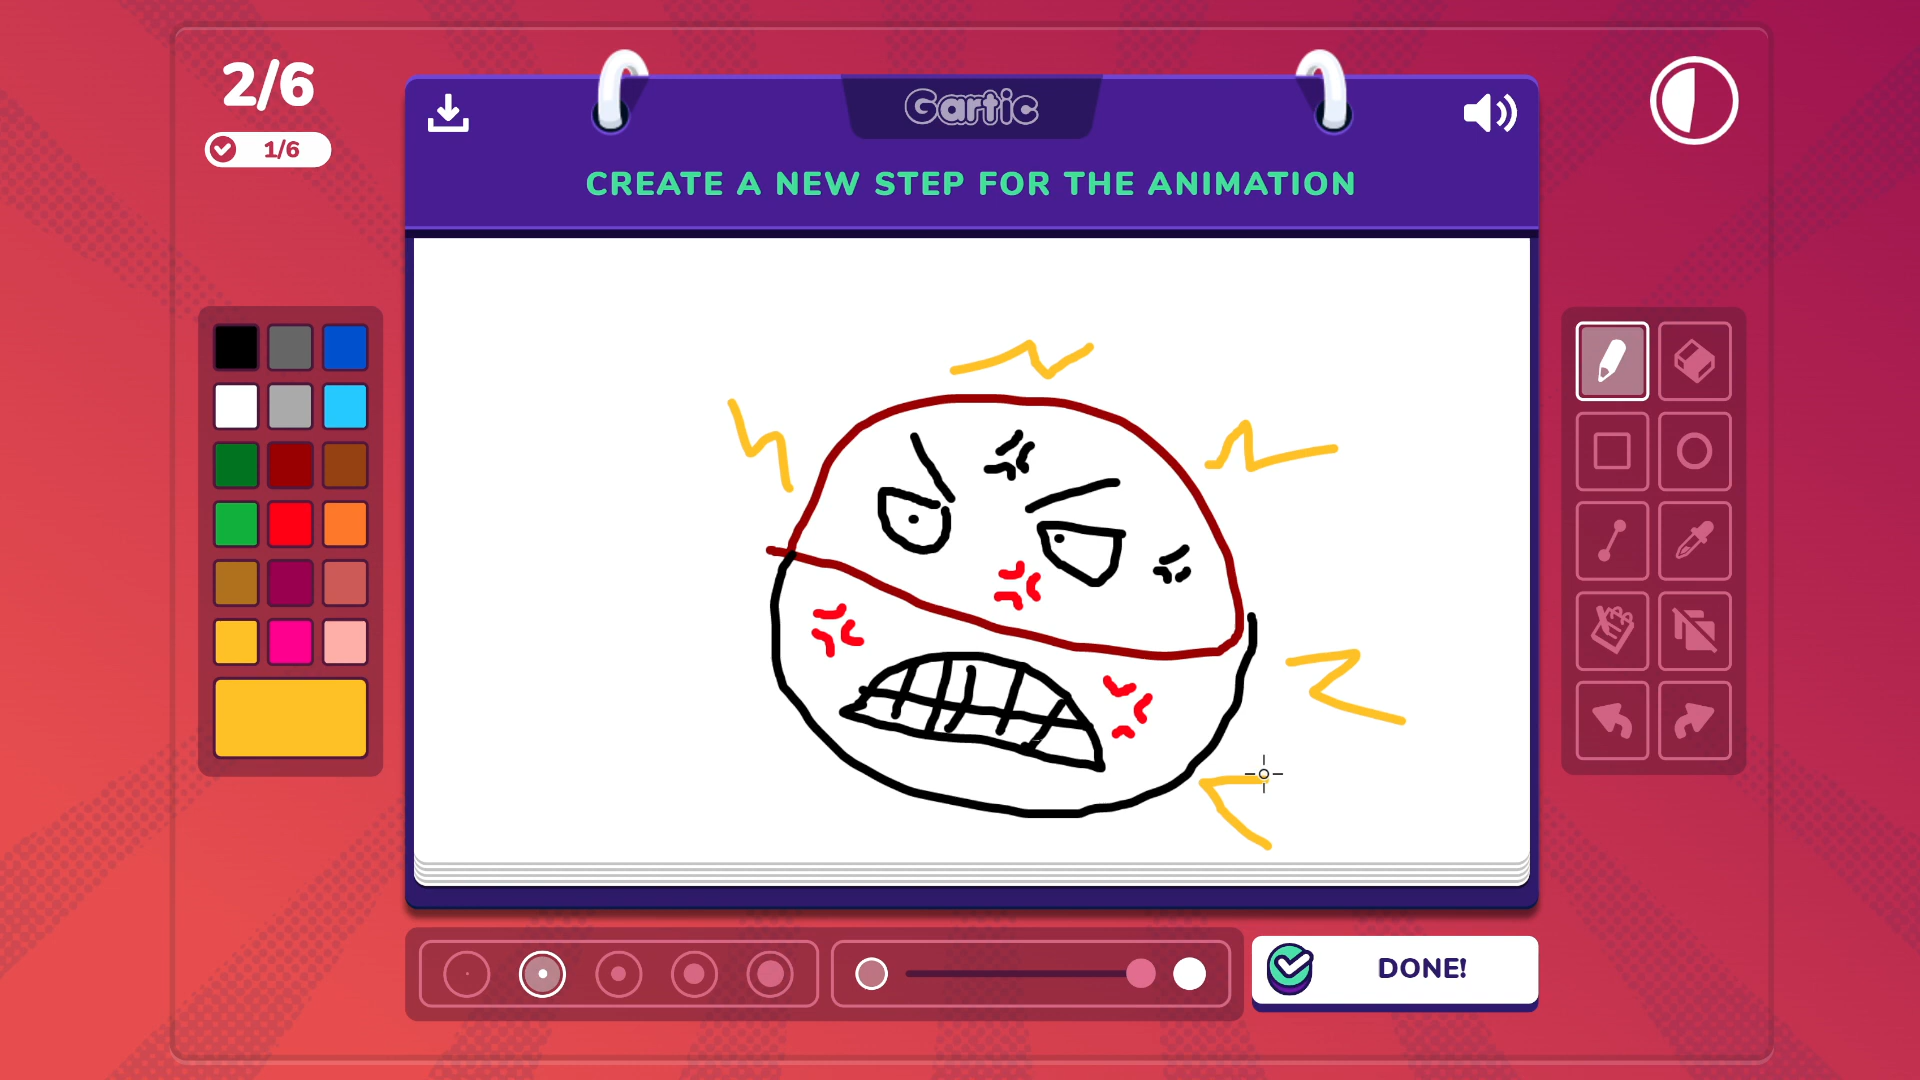 2/6
1/6
Gartic
CREATE A NEW STEP FOR THE ANIMATION
DONE!